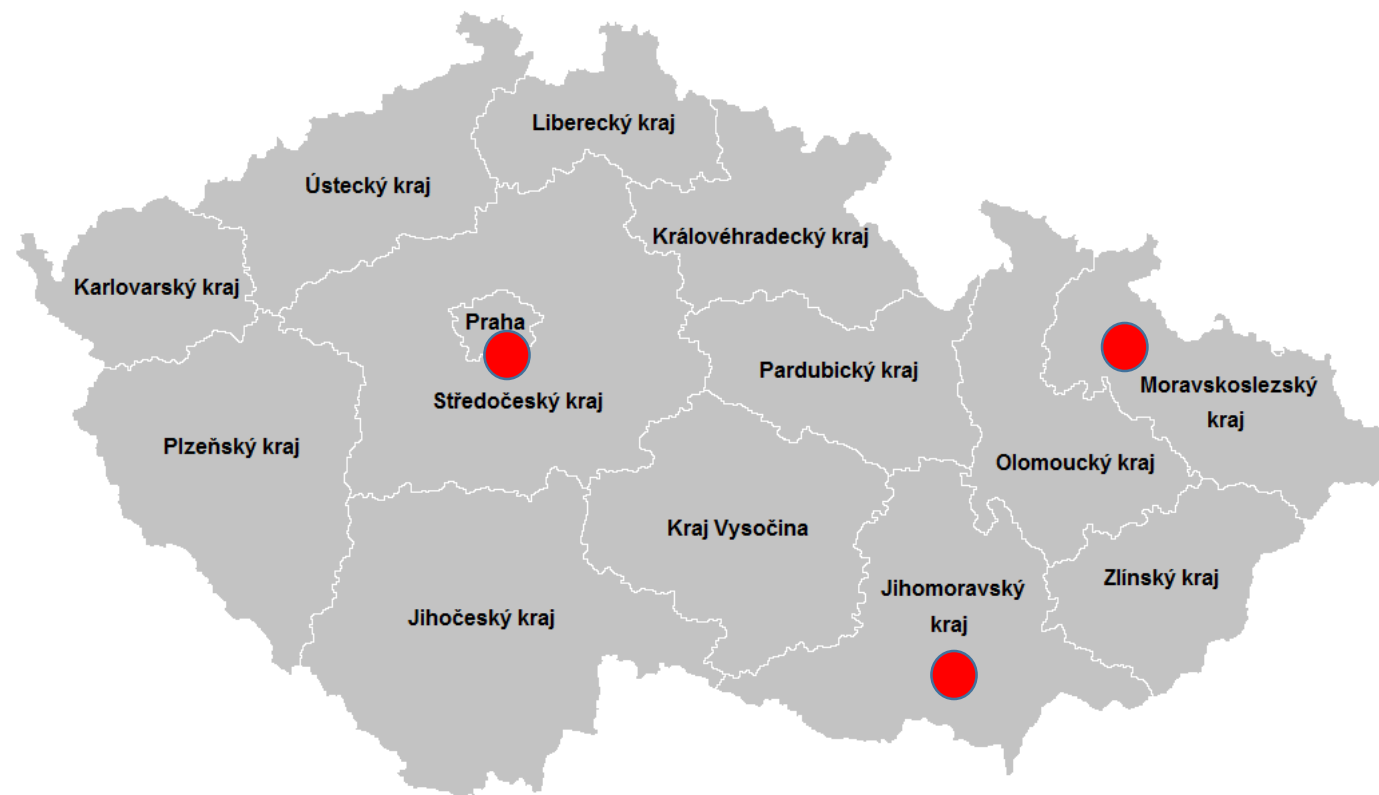 Liberecký kraj
Ústecký kraj
Královéhradecký kraj
Karlovarský kraj
Praha
Pardubický kraj
Moravskoslezský
kraj
Středočeský kraj
Plzeňský kraj
Olomoucký kraj
Kraj Vysočina
Zlínský kraj
Jihomoravský
kraj
Jihočeský kraj